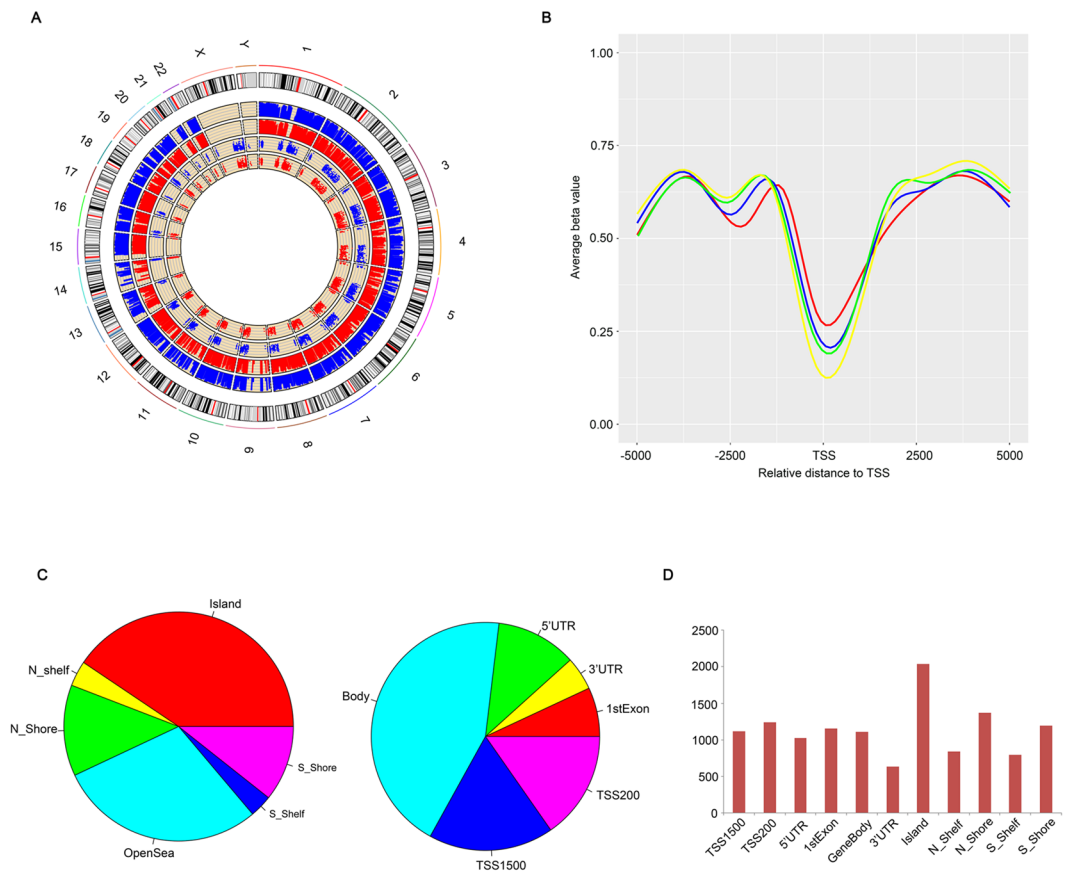 A
1
2
3
4
5
6
7
8
9
10
11
12
13
14
15
16
17
18
19
20
21
22
X
Y
B
Average beta value
1.00
0.75
0.50
0.25
0.00
-5000
-2500
TSS
2500
5000
Relative distance to TSS
C
Island
N_shelf
N_Shore
OpenSea
S_Shelf
S_Shore
5'UTR
3'UTR
1stExon
Body
TSS200
TSS1500
D
2500
2000
1500
1000
500
0
TSS1500
TSS200
5'UTR
1stExon
GeneBody
3'UTR
Island
N_Shelf
N_Shore
S_Shelf
S_Shore